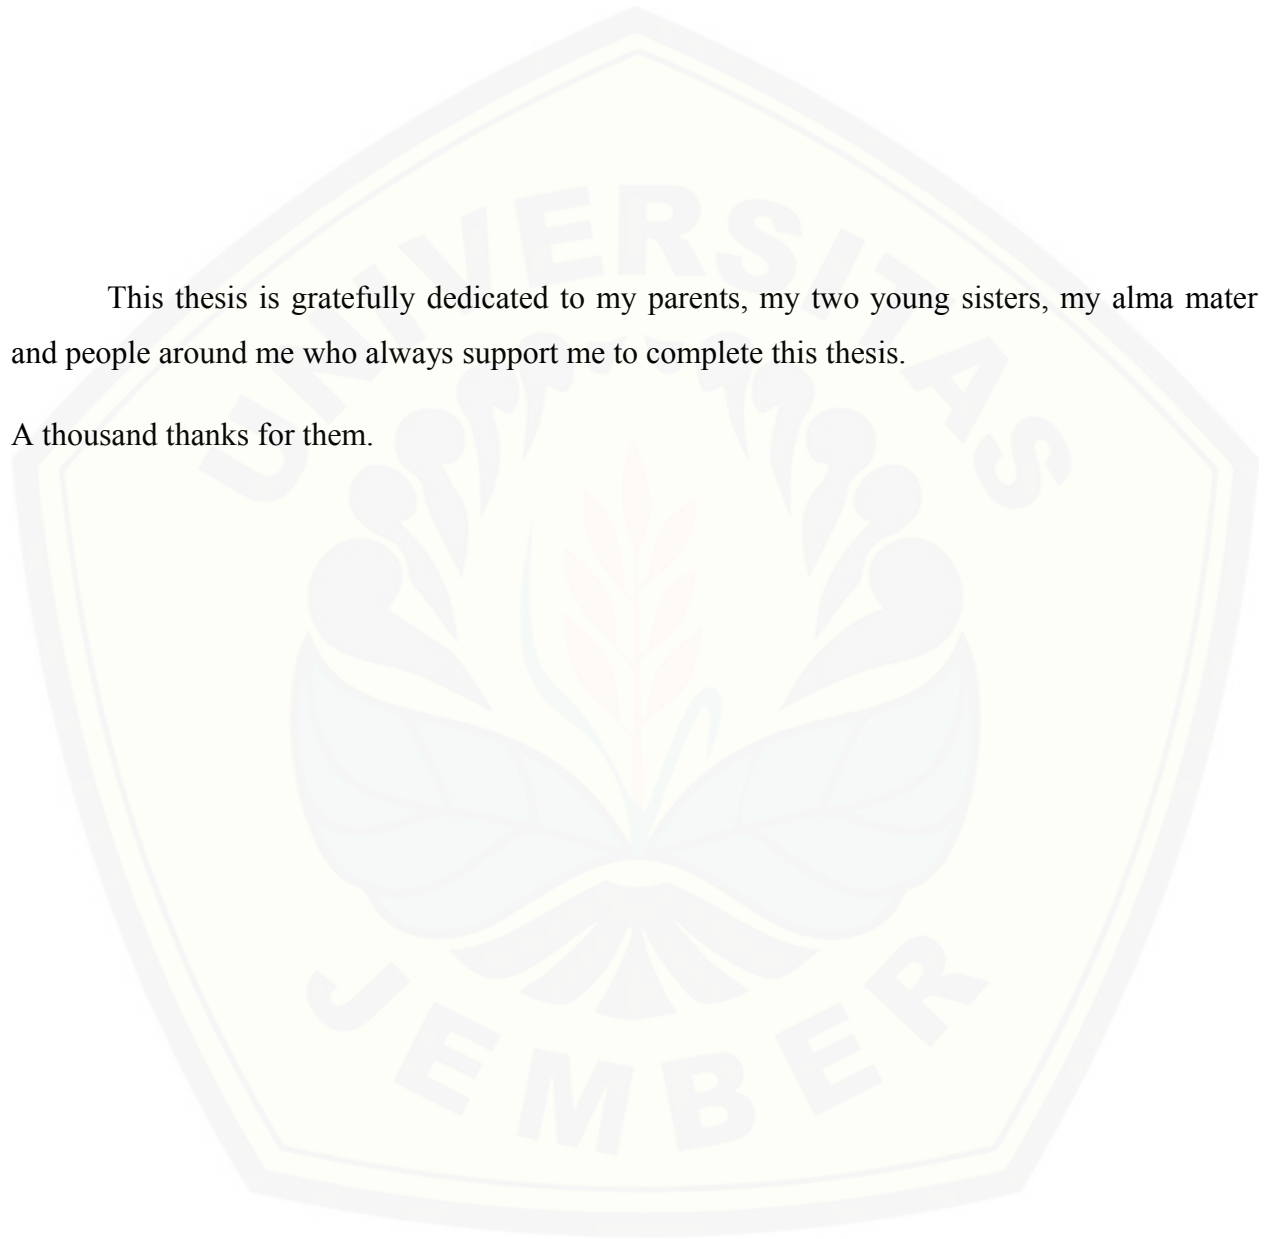 UNIVERSITAS
This thesis is gratefully dedicated to my parents, my two young sisters, my alma mater
and people around me who always support me to complete this thesis.
A thousand thanks for them.
JEMBER